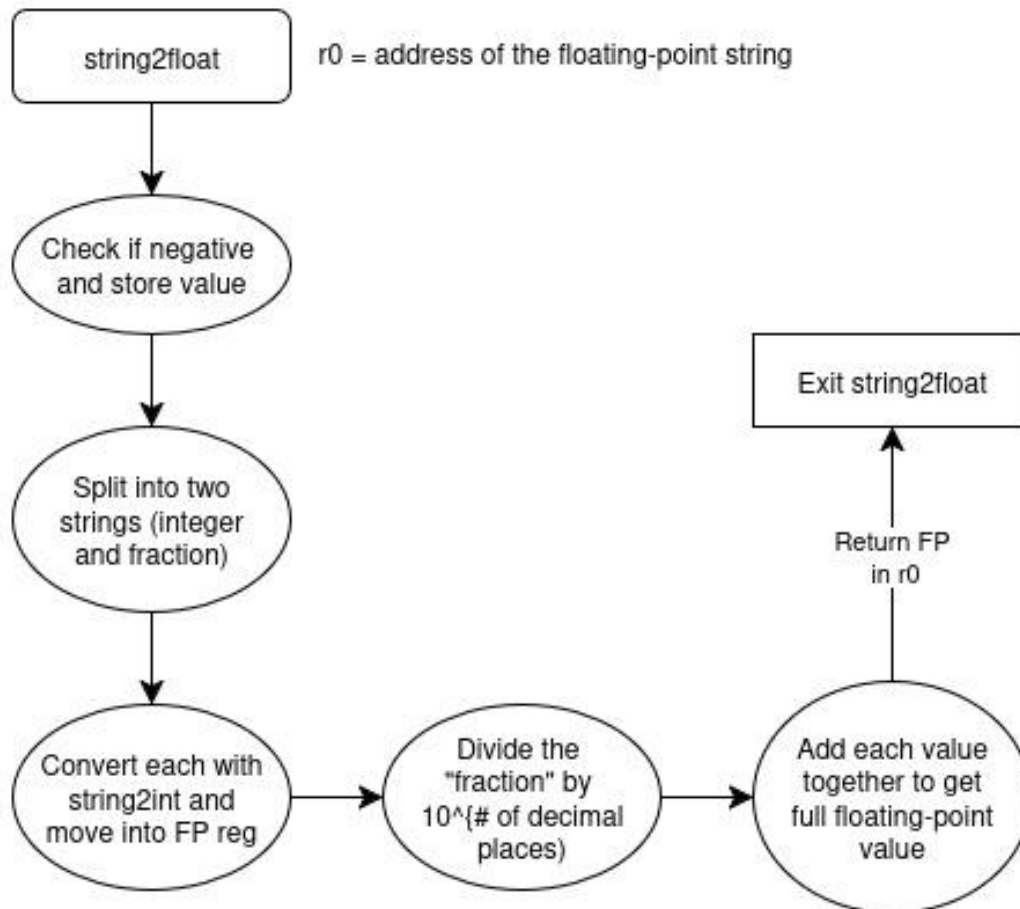 string2float
r0 = address of the floating-point string
Check if negative
and store value
Split into two
strings (integer
and fraction)
Convert each with
string2int and
move into FP reg
Divide the
"fraction" by
10^{# of decimal
places)
Add each value
together to get
full floating-point
value
Return FP
in r0
Exit string2float